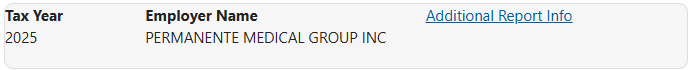 Tax Year Employer Name Additional Report Info
2025 PERMANENTE MEDICAL GROUP INC